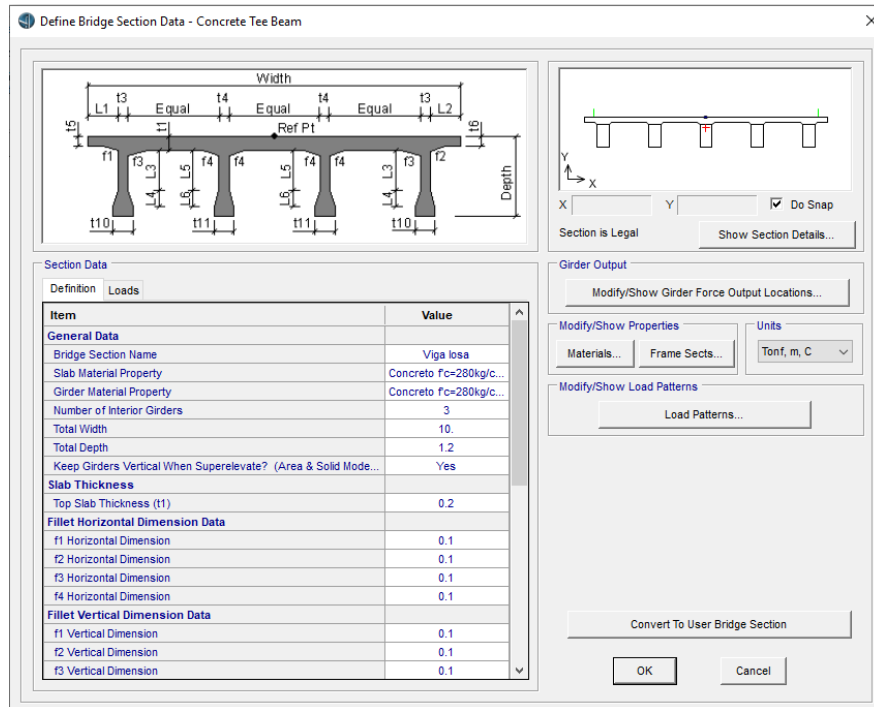 Define Bridge Section Data - Concrete Tee Beam
Width
L1 t3 Equal t4 Equal t4 Equal t3 L2
t5 t1 Ref Pt t6
f1 f3 L3 L5 f4 f4 L5 f4 f4 L3 f3 f2
L4 L6 L6 L4 Depth
t10 t11 t11 t10
Y
X
X Y Do Snap
Section is Legal Show Section Details...
Section Data
Definition Loads
Item Value
General Data
Bridge Section Name Viga losa
Slab Material Property Concreto f'c=280kg/c...
Girder Material Property Concreto f'c=280kg/c...
Number of Interior Girders 3
Total Width 10.
Total Depth 1.2
Keep Girders Vertical When Superelevate? (Area & Solid Mode... Yes
Slab Thickness
Top Slab Thickness (t1) 0.2
Fillet Horizontal Dimension Data
f1 Horizontal Dimension 0.1
f2 Horizontal Dimension 0.1
f3 Horizontal Dimension 0.1
f4 Horizontal Dimension 0.1
Fillet Vertical Dimension Data
f1 Vertical Dimension 0.1
f2 Vertical Dimension 0.1
f3 Vertical Dimension 0.1
Girder Output
Modify/Show Girder Force Output Locations...
Modify/Show Properties Units
Materials... Frame Sects... Tonf, m, C
Modify/Show Load Patterns
Load Patterns...
Convert To User Bridge Section
OK Cancel